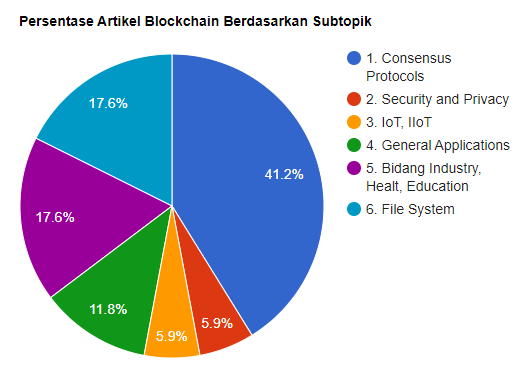 Persentase Artikel Blockchain Berdasarkan Subtopik
17.6%
41.2%
17.6%
11.8%
5.9%
5.9%
1. Consensus
Protocols
2. Security and Privacy
3. IoT, IIoT
4. General Applications
5. Bidang Industry,
Healt, Education
6. File System